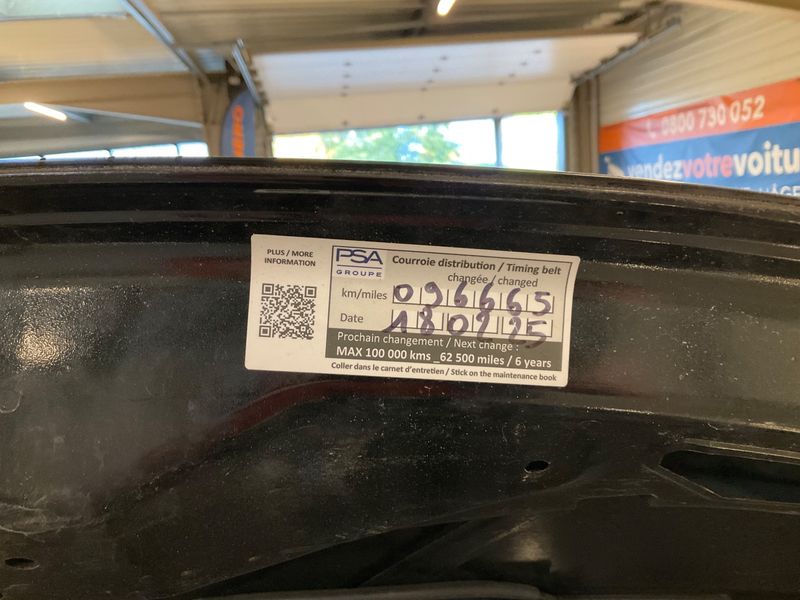 0800 730 052
vendezvotrevoitu
PLUS / MORE
INFORMATION
PSA
GROUPE
Courroie distribution / Timing belt
changée / changed
km/miles 096665
Date 180925
Prochain changement / Next change :
MAX 100 000 kms _62 500 miles / 6 years
Coller dans le carnet d'entretien / Stick on the maintenance book